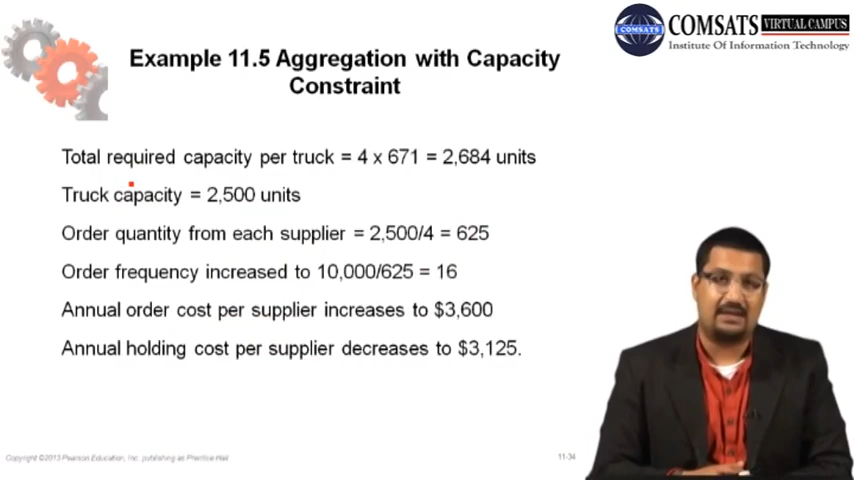 COMSATS
COMSATS VIRTUAL CAMPUS
Institute Of Information Technology
Example 11.5 Aggregation with Capacity
Constraint
Total required capacity per truck = 4 x 671 = 2,684 units
Truck capacity = 2,500 units
Order quantity from each supplier = 2,500/4 = 625
Order frequency increased to 10,000/625 = 16
Annual order cost per supplier increases to $3,600
Annual holding cost per supplier decreases to $3,125.
Copyright ©2013 Pearson Education, Inc. publishing as Prentice Hall.
11-34